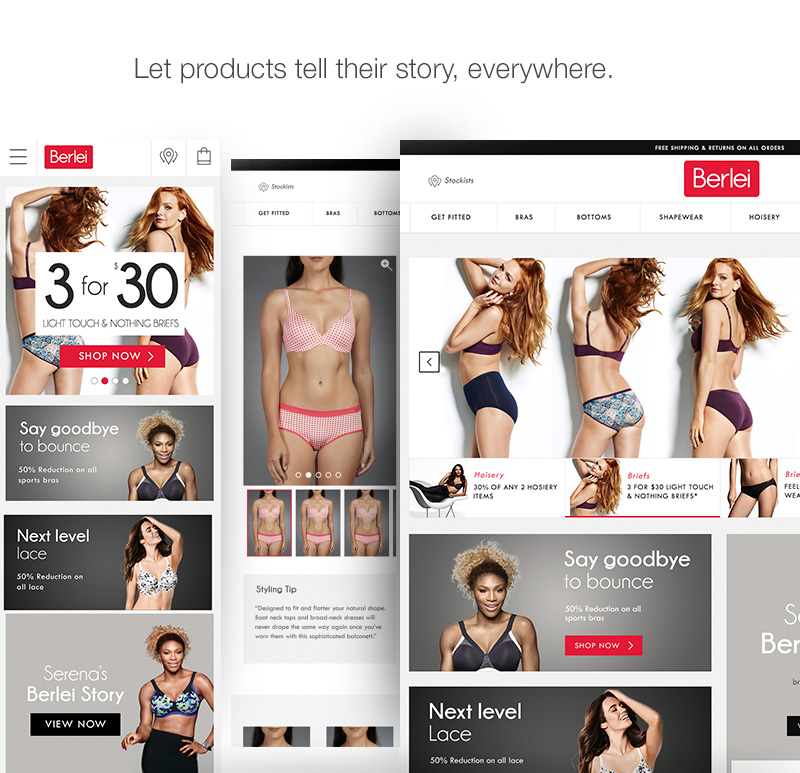 Let products tell their story, everywhere.
Berlei
3 for $30
LIGHT TOUCH & NOTHING BRIEFS
SHOP NOW
Say goodbye
to bounce
50% Reduction on all
sports bras
Next level
lace
50% Reduction on
all lace
Serena's
Berlei Story
VIEW NOW
Stockists
GET FITTED
BRAS
BOTTOMS
Styling Tip
"Designed to fit and flatter your natural shape.
Boat neck tops and broad-neck dresses will
never drape the same way again once you've
worn them with this sophisticated balconett."
FREE SHIPPING & RETURNS ON ALL ORDERS
Stockists
Berlei
GET FITTED
BRAS
BOTTOMS
SHAPEWEAR
HOISERY
Hoisery
30% OF ANY 2 HOSIERY
ITEMS
Briefs
3 FOR $30 LIGHT TOUCH
& NOTHING BRIEFS*
Brie
FEEL
WEA
Say goodbye
to bounce
50% Reduction on all
sports bras
SHOP NOW
Ber
Next level
Lace
50% Reduction on all lace